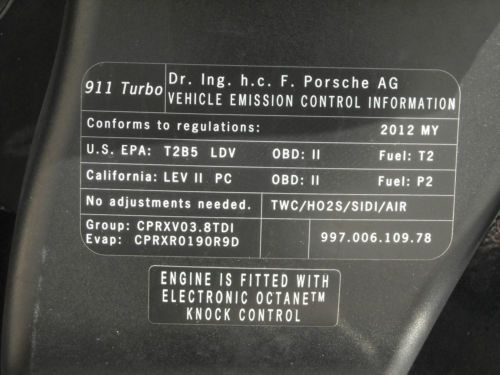 911 Turbo Dr. Ing. h.c. F. Porsche AG
VEHICLE EMISSION CONTROL INFORMATION
Conforms to regulations: 2012 MY
U.S. EPA: T2B5 LDV OBD: II Fuel: T2
California: LEV II PC OBD: II Fuel: P2
No adjustments needed. TWC/HO2S/SIDI/AIR
Group: CPRXV03.8TDI
Evap: CPRXR0190R9D 997.006.109.78
ENGINE IS FITTED WITH
ELECTRONIC OCTANE™
KNOCK CONTROL